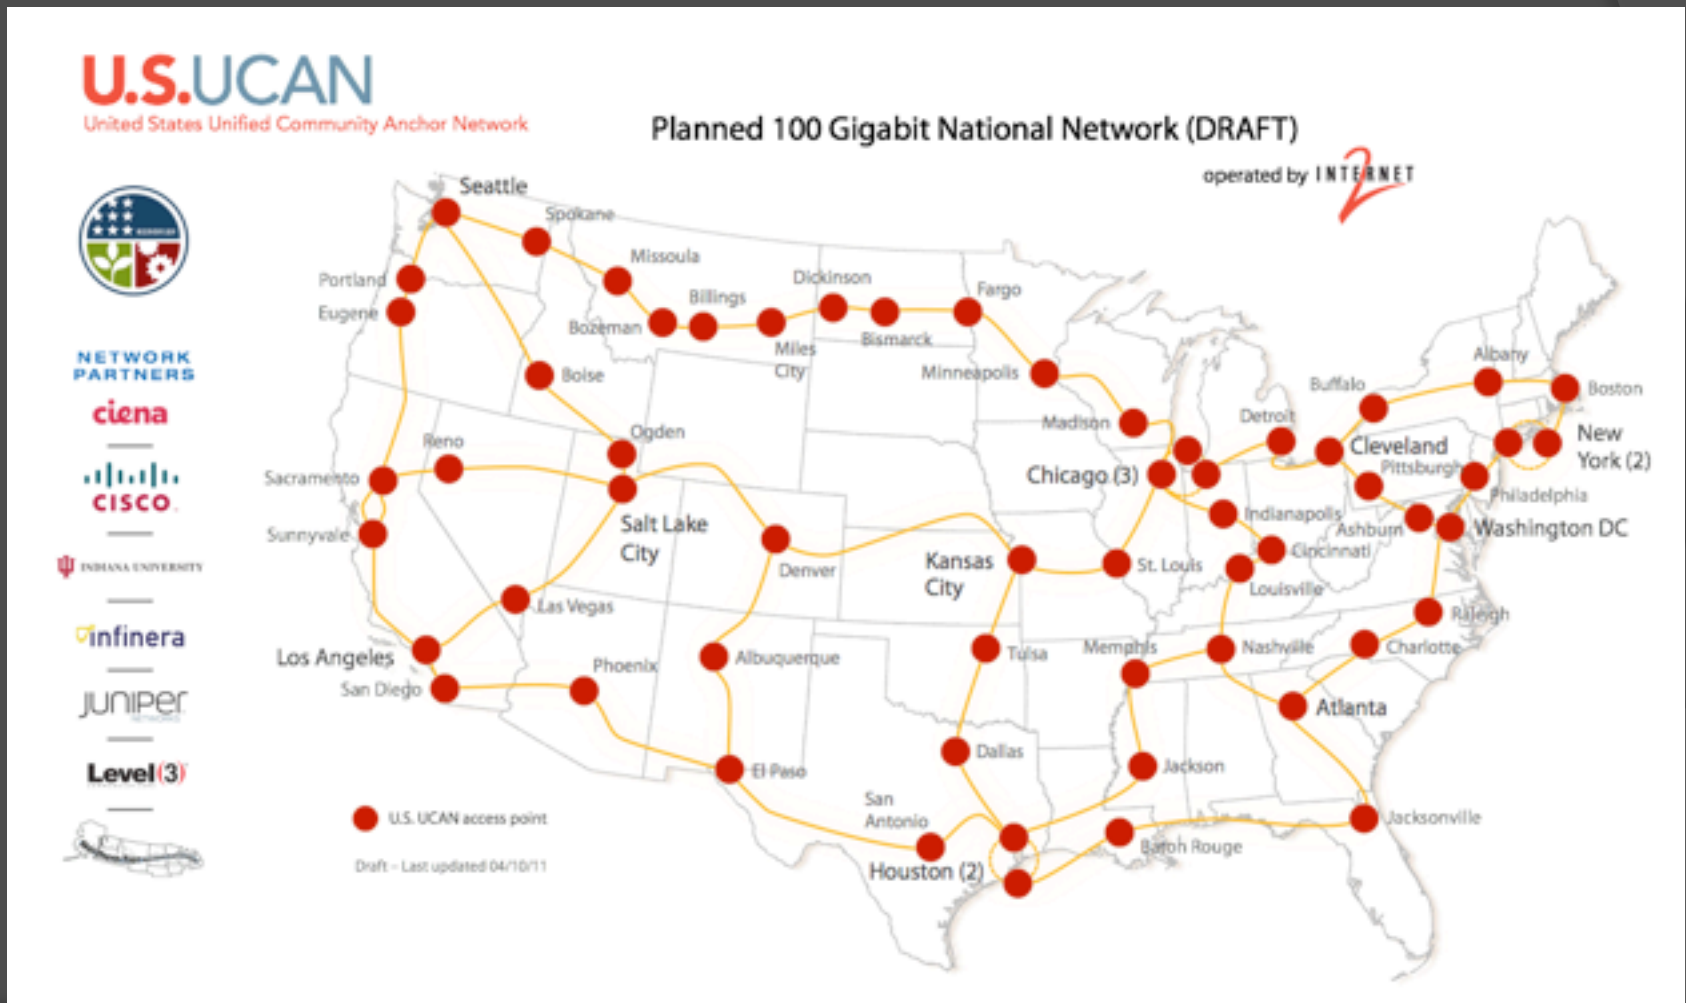 U.S.UCAN
United States Unified Community Anchor Network
Planned 100 Gigabit National Network (DRAFT)
operated by INTERNET
2
Seattle
Spokane
Missoula
Dickinson
Portland
Billings
Fargo
Eugene
Bozeman
Bismarck
Miles
City
Albany
NETWORK
PARTNERS
Boise
Minneapolis
Buffalo
Boston
ciena
Madison
Detroit
Reno
Ogden
Cleveland
New
York (2)
Sacramento
Chicago (3)
Pittsburgh
CISCO
Philadelphia
Salt Lake
City
Indianapolis
Ashburn
Washington DC
Sunnyvale
Kansas
City
Denver
St. Louis
Cincinnati
INDIANA UNIVERSITY
Louisville
Las Vegas
Raleigh
infinera
Los Angeles
Phoenix
Albuquerque
Tulsa
Memphis
Nashville
Charlotte
San Diego
JUNIPER
NETWORKS
Atlanta
Level(3)
El Paso
Dallas
Jackson
San
Antonio
U.S. UCAN access point
Jacksonville
Baton Rouge
Houston (2)
Draft – Last updated 04/10/11